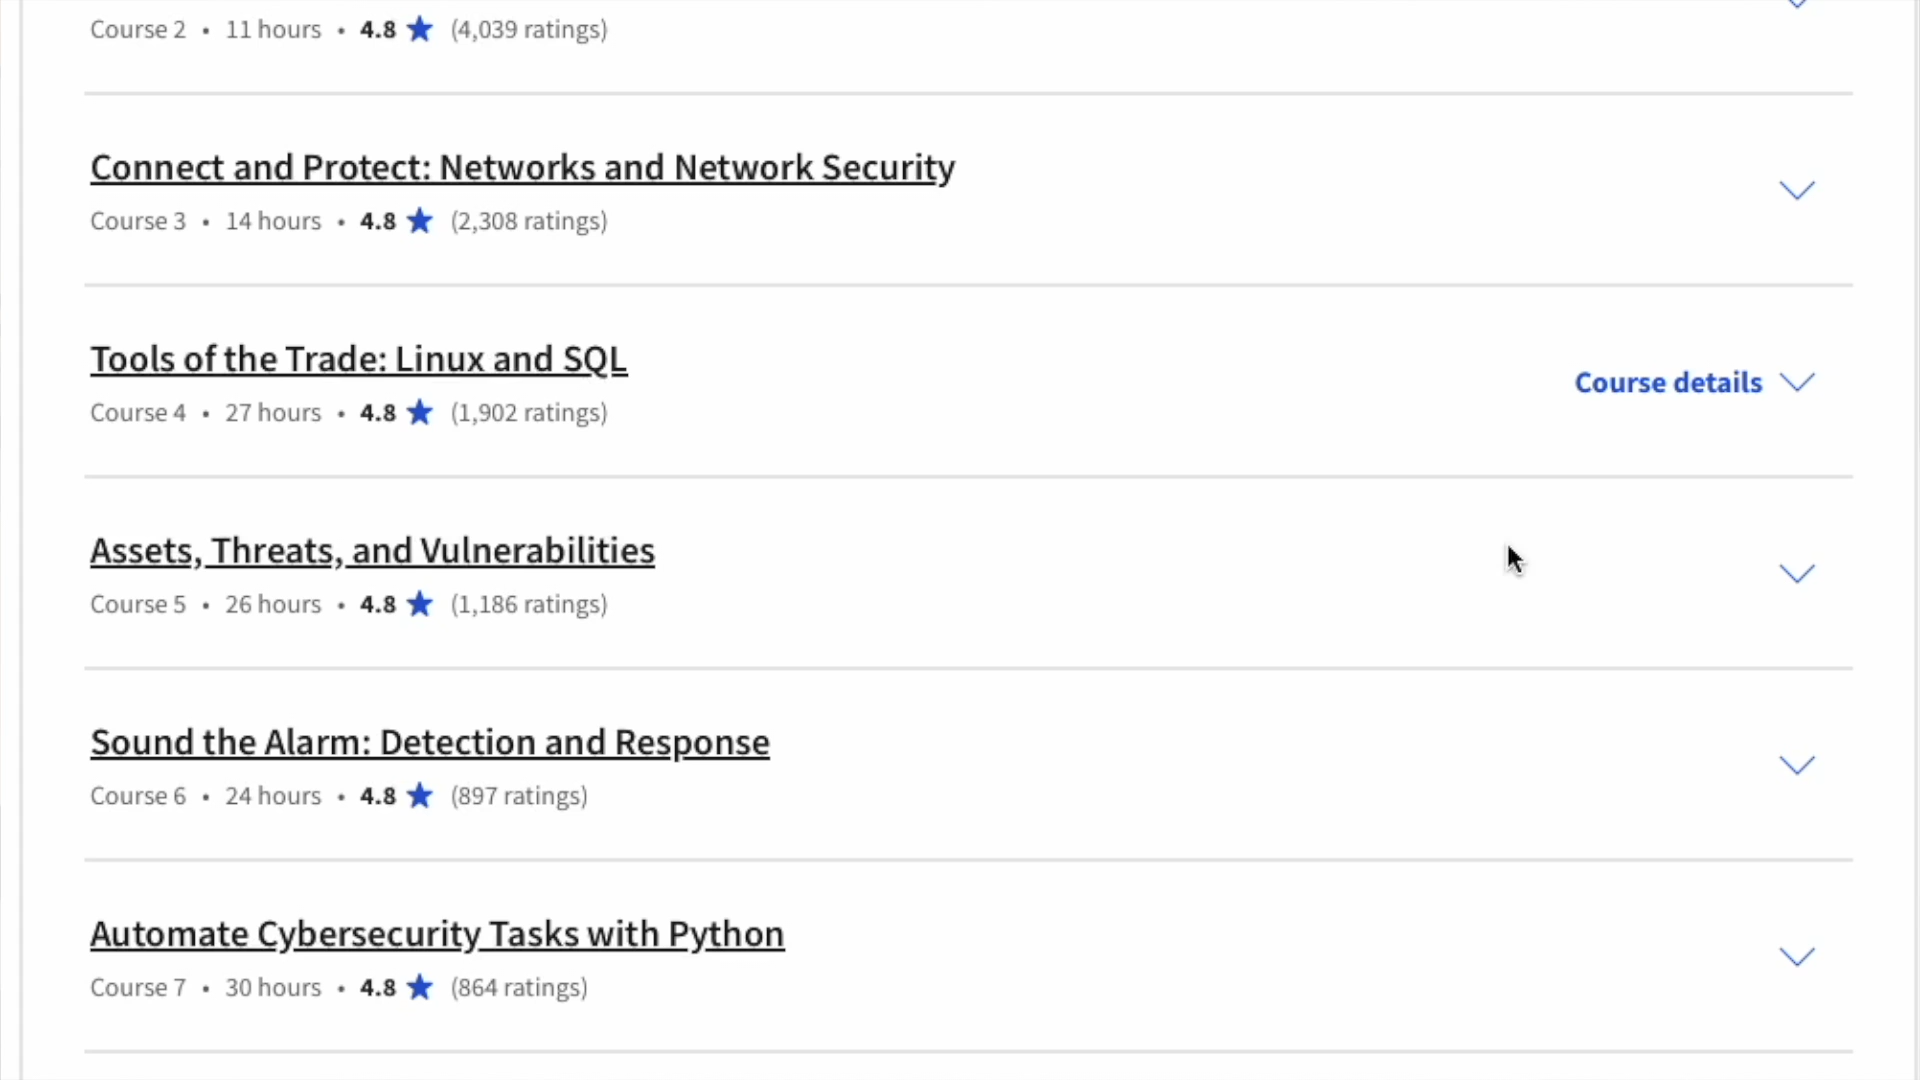 Course 2 • 11 hours • 4.8 ★ (4,039 ratings)
Connect and Protect: Networks and Network Security
Course 3 • 14 hours • 4.8 ★ (2,308 ratings)
Tools of the Trade: Linux and SQL
Course details
Course 4 • 27 hours • 4.8 ★ (1,902 ratings)
Assets, Threats, and Vulnerabilities
Course 5 • 26 hours • 4.8 ★ (1,186 ratings)
Sound the Alarm: Detection and Response
Course 6 • 24 hours • 4.8 ★ (897 ratings)
Automate Cybersecurity Tasks with Python
Course 7 • 30 hours • 4.8 ★ (864 ratings)